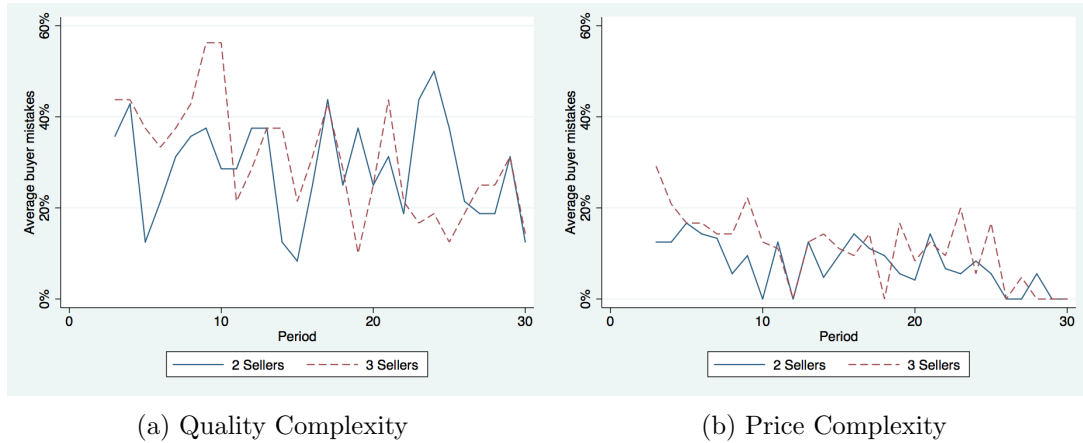 Average buyer mistakes
60%
40%
20%
0%
0
10
20
30
Period
2 Sellers
3 Sellers
(a) Quality Complexity
Average buyer mistakes
60%
40%
20%
0%
0
10
20
30
Period
2 Sellers
3 Sellers
(b) Price Complexity